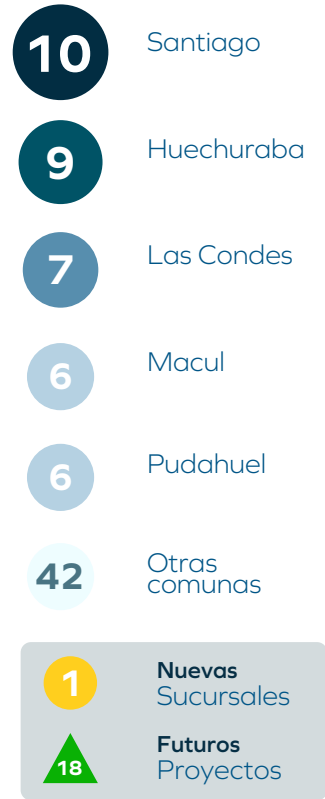 10 Santiago
9 Huechuraba
7 Las Condes
6 Macul
6 Pudahuel
42 Otras
comunas
1 Nuevas
Sucursales
18 Futuros
Proyectos